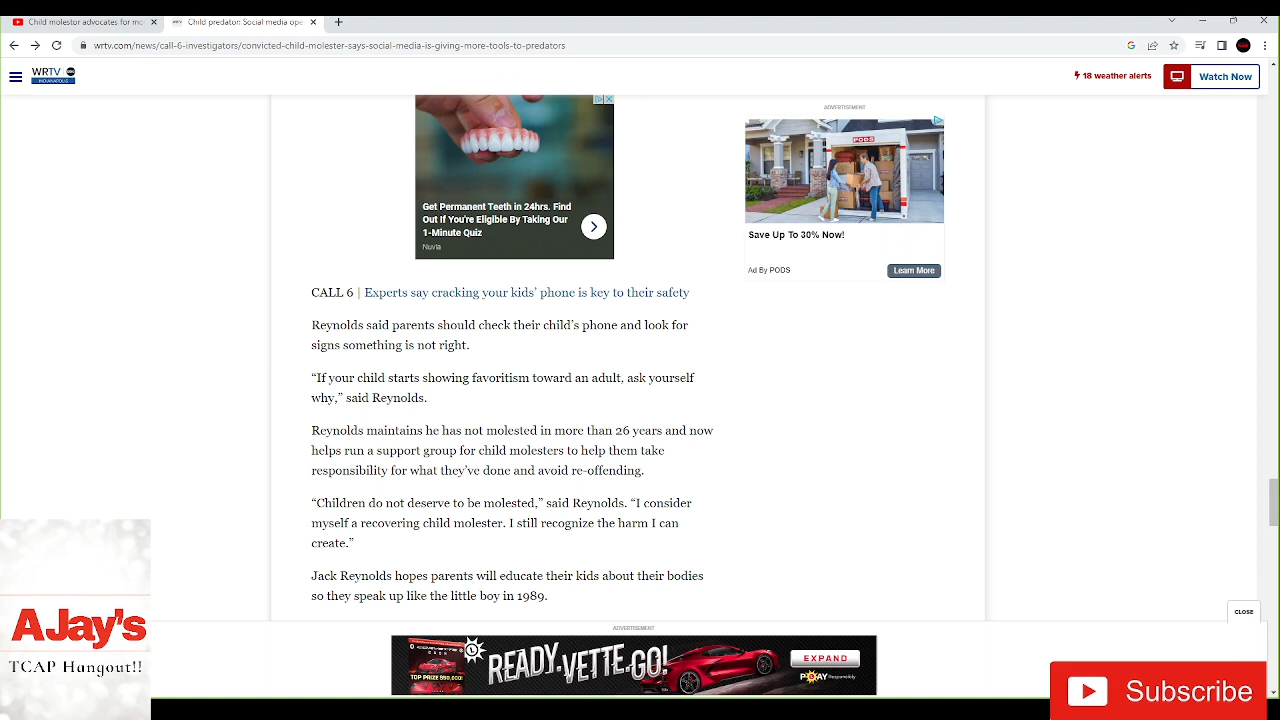 Child molester advocates for mo
Child predator: Social media ope
wrtv.com/news/call-6-investigators/convicted-child-molester-says-social-media-is-giving-more-tools-to-predators
WRTV
INDIANAPOLIS
18 weather alerts
Watch Now
Get Permanent Teeth in 24hrs. Find
Out If You're Eligible By Taking Our
1-Minute Quiz
Nuvia
ADVERTISEMENT
PODS
Save Up To 30% Now!
Ad By PODS
Learn More
CALL 6 | Experts say cracking your kids' phone is key to their safety
Reynolds said parents should check their child's phone and look for
signs something is not right.
“If your child starts showing favoritism toward an adult, ask yourself
why,” said Reynolds.
Reynolds maintains he has not molested in more than 26 years and now
helps run a support group for child molesters to help them take
responsibility for what they've done and avoid re-offending.
“Children do not deserve to be molested,” said Reynolds. “I consider
myself a recovering child molester. I still recognize the harm I can
create.”
Jack Reynolds hopes parents will educate their kids about their bodies
so they speak up like the little boy in 1989.
CLOSE
ADVERTISEMENT
TOP PRIZE $90,000!
READY.VETTE.GO!
EXPAND
PLAY Responsibly
AJay's
TCAP Hangout!!
Subscribe